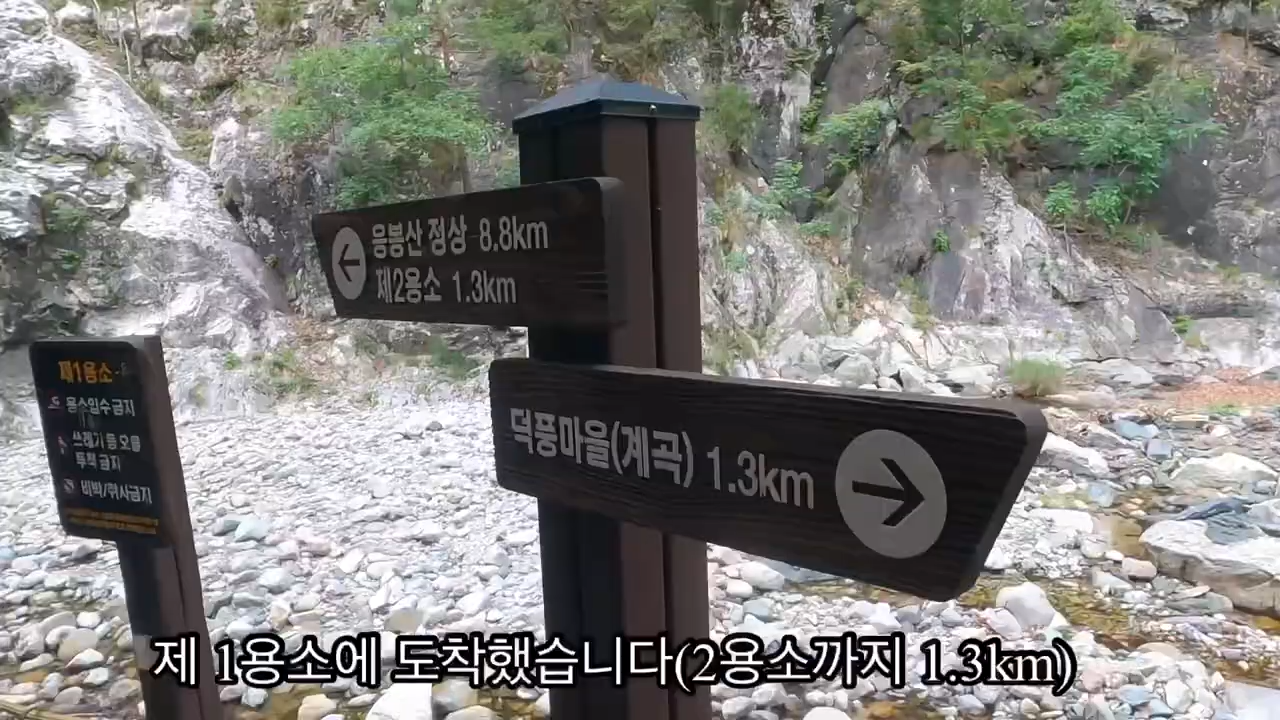 응봉산 정상 8.8km
제2용소 1.3km
덕풍마을(계곡) 1.3km
제1용소
용소입수금지
쓰레기 등 오물
투척 금지
비박/취사금지
제 1용소에 도착했습니다(2용소까지 1.3km)